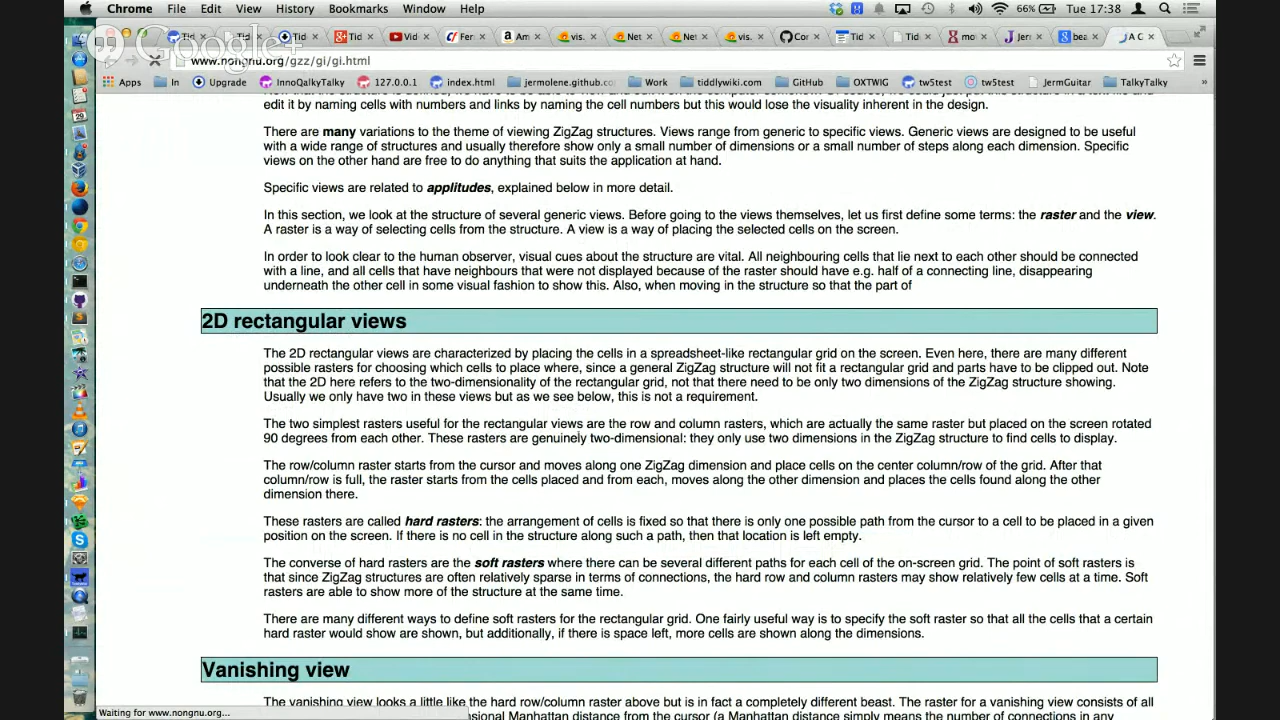 Chrome File Edit View History Bookmarks Window Help 66% Tue 17:38
Google+
Tid Vid Fer Am vis. Net Net vis. Cor Tid Tid mo Jer bea A C
www.nongnu.org/gzz/gi/gi.html
Apps In Upgrade InnoQalkyTalky 127.0.0.1 index.html jermolene.github.com Work tiddlywiki.com GitHub OXTWIG tw5test tw5test JermGuitar TalkyTalky »
edit it by naming cells with numbers and links by naming the cell numbers but this would lose the visuality inherent in the design.
There are many variations to the theme of viewing ZigZag structures. Views range from generic to specific views. Generic views are designed to be useful
with a wide range of structures and usually therefore show only a small number of dimensions or a small number of steps along each dimension. Specific
views on the other hand are free to do anything that suits the application at hand.
Specific views are related to applitudes, explained below in more detail.
In this section, we look at the structure of several generic views. Before going to the views themselves, let us first define some terms: the raster and the view.
A raster is a way of selecting cells from the structure. A view is a way of placing the selected cells on the screen.
In order to look clear to the human observer, visual cues about the structure are vital. All neighbouring cells that lie next to each other should be connected
with a line, and all cells that have neighbours that were not displayed because of the raster should have e.g. half of a connecting line, disappearing
underneath the other cell in some visual fashion to show this. Also, when moving in the structure so that the part of
2D rectangular views
The 2D rectangular views are characterized by placing the cells in a spreadsheet-like rectangular grid on the screen. Even here, there are many different
possible rasters for choosing which cells to place where, since a general ZigZag structure will not fit a rectangular grid and parts have to be clipped out. Note
that the 2D here refers to the two-dimensionality of the rectangular grid, not that there need to be only two dimensions of the ZigZag structure showing.
Usually we only have two in these views but as we see below, this is not a requirement.
The two simplest rasters useful for the rectangular views are the row and column rasters, which are actually the same raster but placed on the screen rotated
90 degrees from each other. These rasters are genuinely two-dimensional: they only use two dimensions in the ZigZag structure to find cells to display.
The row/column raster starts from the cursor and moves along one ZigZag dimension and place cells on the center column/row of the grid. After that
column/row is full, the raster starts from the cells placed and from each, moves along the other dimension and places the cells found along the other
dimension there.
These rasters are called hard rasters: the arrangement of cells is fixed so that there is only one possible path from the cursor to a cell to be placed in a given
position on the screen. If there is no cell in the structure along such a path, then that location is left empty.
The converse of hard rasters are the soft rasters where there can be several different paths for each cell of the on-screen grid. The point of soft rasters is
that since ZigZag structures are often relatively sparse in terms of connections, the hard row and column rasters may show relatively few cells at a time. Soft
rasters are able to show more of the structure at the same time.
There are many different ways to define soft rasters for the rectangular grid. One fairly useful way is to specify the soft raster so that all the cells that a certain
hard raster would show are shown, but additionally, if there is space left, more cells are shown along the dimensions.
Vanishing view
The vanishing view looks a little like the hard row/column raster above but is in fact a completely different beast. The raster for a vanishing view consists of all
Waiting for www.nongnu.org...
Manhattan distance from the cursor (a Manhattan distance simply means the number of connections in any